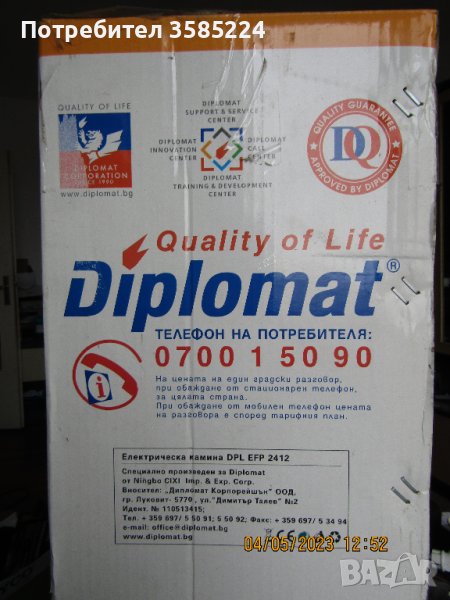 Потребител 3585224
QUALITY OF LIFE
DIPLOMAT
CORPORATION
SINCE 1990
www.diplomat.bg
DIPLOMAT
SUPPORT & SERVICE
CENTER
DIPLOMAT
INNOVATION
CENTER
DIPLOMAT
CALL
CENTER
DIPLOMAT
TRAINING & DEVELOPMENT
CENTER
QUALITY GUARANTEE
DQ
APPROVED BY DIPLOMAT
Quality of Life
Diplomat®
ТЕЛЕФОН НА ПОТРЕБИТЕЛЯ:
0700 1 50 90
На цената на един градски разговор,
при обаждане от стационарен телефон,
за цялата страна.
При обаждане от мобилен телефон цената
на разговора е според тарифния план.
Електрическа камина DPL EFP 2412
Специално произведен за Diplomat
от Ningbo CIXI Imp. & Exp. Corp.
Вносител: „Дипломат Корпорейшън" ООД,
гр. Луковит- 5770 , ул."Димитър Талев" №2
Идент. № 110513415;
Тел. + 359 697/ 5 50 91; 5 50 92; Факс: + 359 697/ 5 34 94
e-mail: office@diplomat.bg
www.diplomat.bg
04/05/2023 12:52
BAZAR